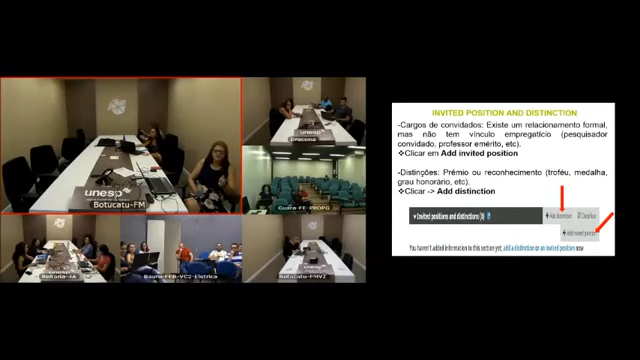 unesp
Botucatu-FM
unesp
Dracena
Guara-FE-PROPG
Bauru-FEB-VC2-Eletrica
Botucatu-FMVZ
INVITED POSITION AND DISTINCTION
-Cargos de convidados: Existe um relacionamento formal,
mas não tem vínculo empregatício (pesquisador
convidado, professor emérito, etc).
❖Clicar em Add invited position
-Distinções: Prêmio ou reconhecimento (troféu, medalha,
grau honorário, etc).
❖Clicar -> Add distinction
▾ Invited positions and distinctions (0)
+ Add distinction
+ Add invited position
You haven't added information to this section yet, add a distinction or an invited position now